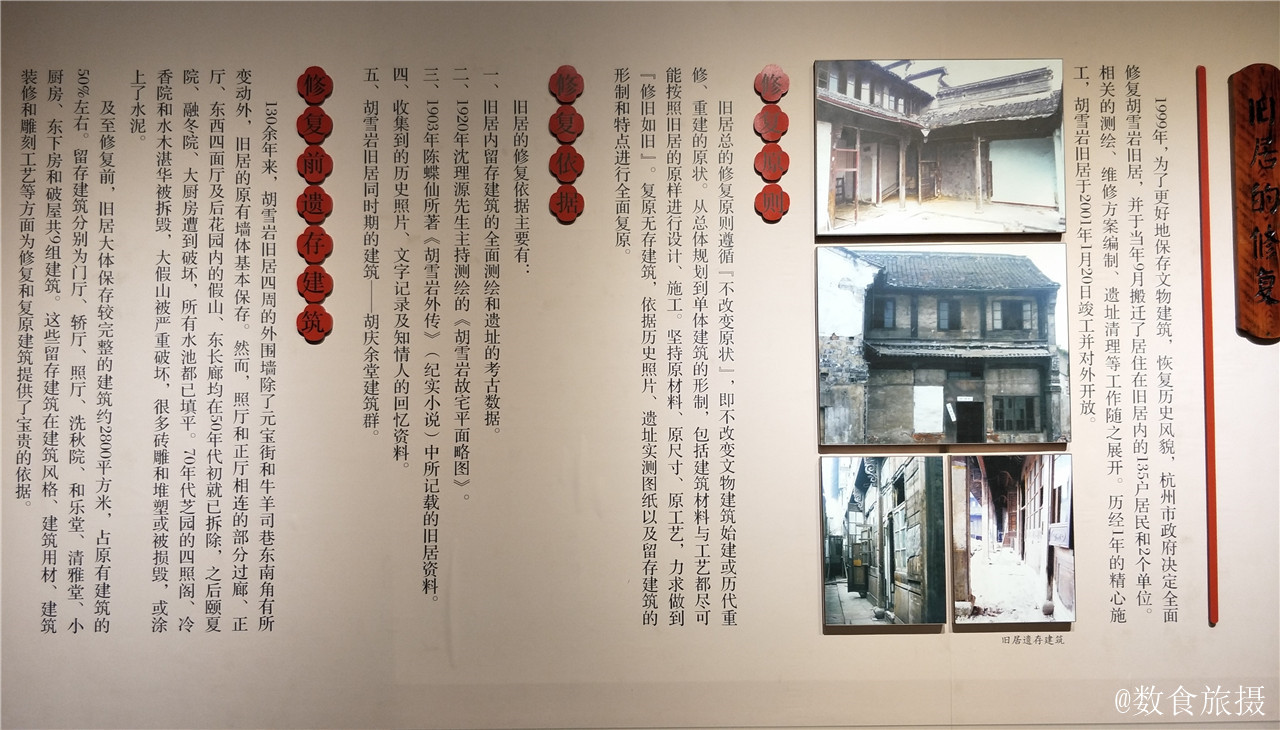 旧居的修复
1999年，为了更好地保存文物建筑，恢复历史风貌，杭州市政府决定全面
修复胡雪岩旧居，并于当年9月搬迁了居住在旧居内的135户居民和2个单位。
相关的测绘、维修方案编制、遗址清理等工作随之展开。历经1年的精心施
工，胡雪岩旧居于2001年1月20日竣工并对外开放。
旧居遗存建筑
修复原则
旧居总的修复原则遵循『不改变原状』，即不改变文物建筑始建或历代重
修、重建的原状。从总体规划到单体建筑的形制，包括建筑材料与工艺都尽可
能按照旧居的原样进行设计、施工。坚持原材料、原尺寸、原工艺，力求做到
『修旧如旧』。复原无存建筑，依据历史照片、遗址实测图纸以及留存建筑的
形制和特点进行全面复原。
修复依据
旧居的修复依据主要有：
一、旧居内留存建筑的全面测绘和遗址的考古数据。
二、1920年沈理源先生主持测绘的《胡雪岩故宅平面略图》。
三、1903年陈蝶仙所著《胡雪岩外传》（纪实小说）中所记载的旧居资料。
四、收集到的历史照片、文字记录及知情人的回忆资料。
五、胡雪岩旧居同时期的建筑——胡庆余堂建筑群。
修复前遗存建筑
130余年来，胡雪岩旧居四周的外围墙除了元宝街和牛羊司巷东南角有所
变动外，旧居的原有墙体基本保存。然而，照厅和正厅相连的部分过廊、正
厅、东西四面厅及后花园内的假山、东长廊均在50年代初就已拆除，之后颐夏
院、融冬院、大厨房遭到破坏，所有水池都已填平。70年代芝园的四照阁、冷
香院和水木湛华被拆毁，大假山被严重破坏，很多砖雕和堆塑或被损毁，或涂
上了水泥。
及至修复前，旧居大体保存较完整的建筑约2800平方米，占原有建筑的
50%左右。留存建筑分别为门厅、轿厅、照厅、洗秋院、和乐堂、清雅堂、小
厨房、东下房和破屋共9组建筑。这些留存建筑在建筑风格、建筑用材、建筑
装修和雕刻工艺等方面为修复和复原建筑提供了宝贵的依据。
@数食旅摄